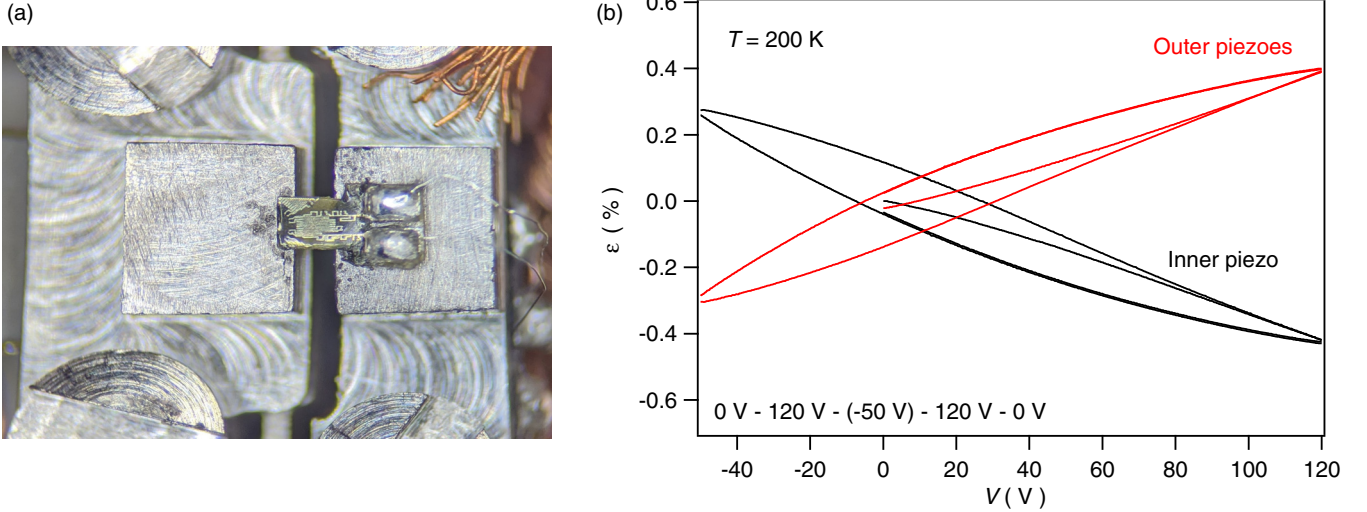 (a)
(b)
T = 200 K
Outer piezoes
Inner piezo
0 V - 120 V - (-50 V) - 120 V - 0 V
ε ( % )
0.6
0.4
0.2
0.0
-0.2
-0.4
-0.6
-40 -20 0 20 40 60 80 100 120
V ( V )